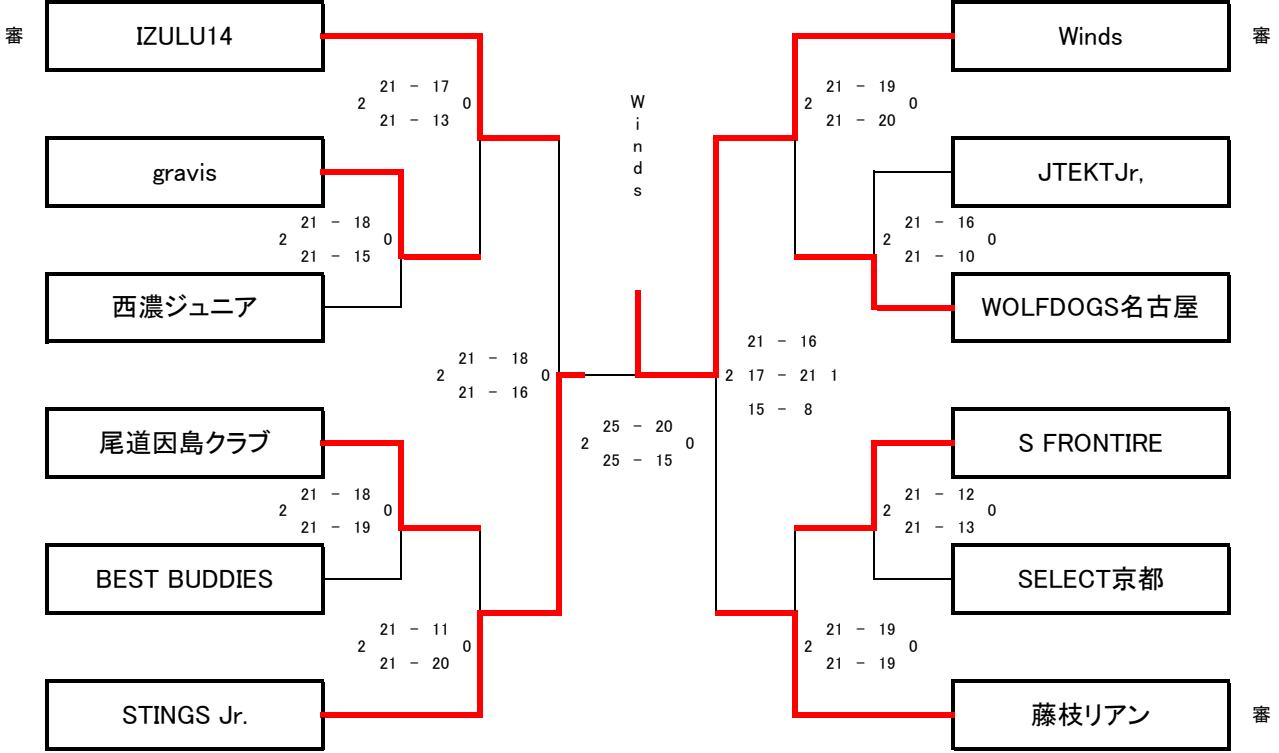 審 IZULU14 Winds 審
21 - 17
2 0
21 - 13
21 - 19
2 0
21 - 20
Winds
gravis JTEKTJr,
21 - 18
2 0
21 - 15
21 - 16
2 0
21 - 10
西濃ジュニア WOLFDOGS名古屋
21 - 18
2 0
21 - 16
21 - 16
2 17 - 21 1
15 - 8
25 - 20
2 0
25 - 15
尾道因島クラブ S FRONTIRE
21 - 18
2 0
21 - 19
21 - 12
2 0
21 - 13
BEST BUDDIES SELECT京都
21 - 11
2 0
21 - 20
21 - 19
2 0
21 - 19
STINGS Jr. 藤枝リアン 審